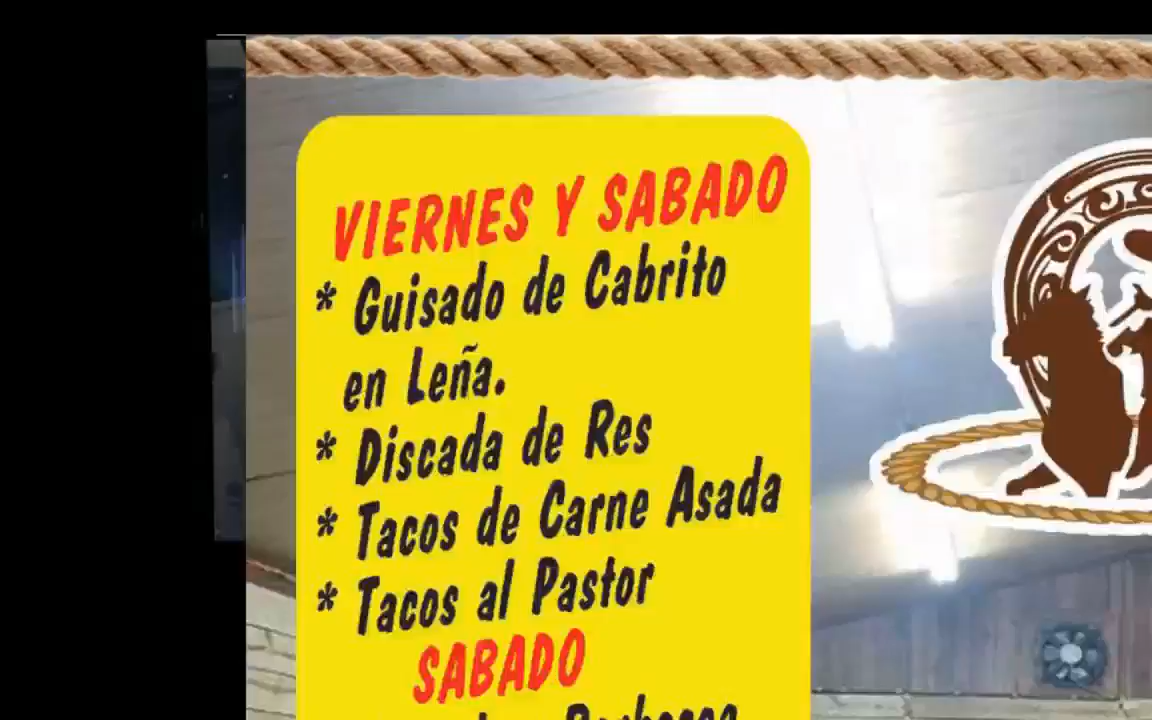 VIERNES Y SABADO
* Guisado de Cabrito
en Leña.
* Discada de Res
* Tacos de Carne Asada
* Tacos al Pastor
SABADO